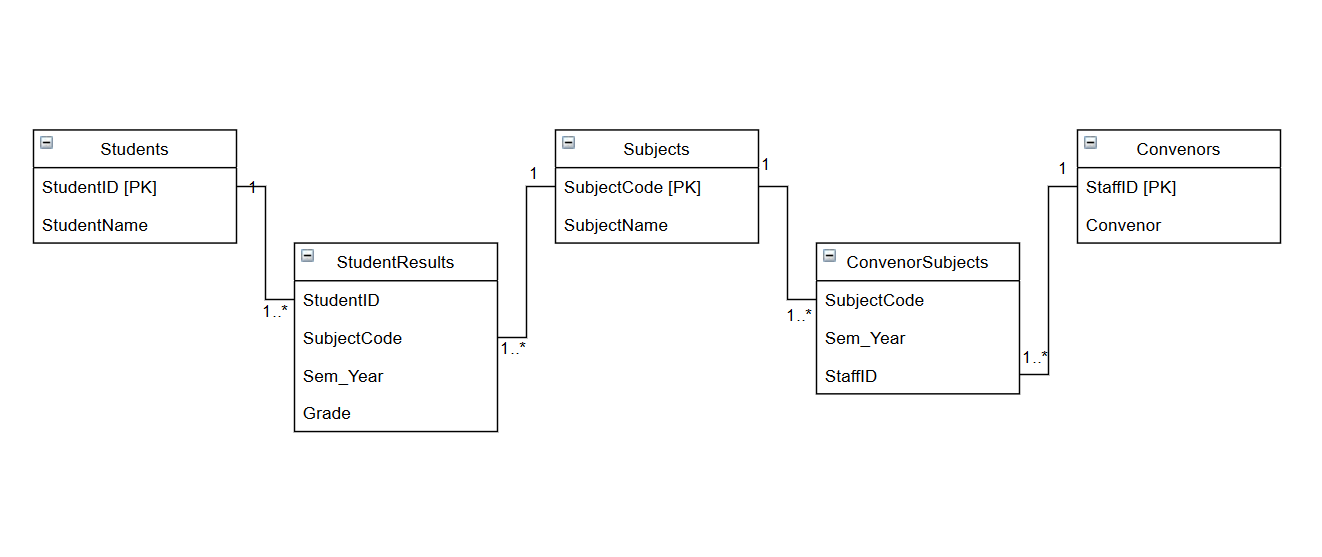 Students
StudentID [PK]
StudentName
1
1..*
StudentResults
StudentID
SubjectCode
Sem_Year
Grade
1..*
1
Subjects
SubjectCode [PK]
SubjectName
1
1..*
ConvenorSubjects
SubjectCode
Sem_Year
StaffID
1..*
1
Convenors
StaffID [PK]
Convenor